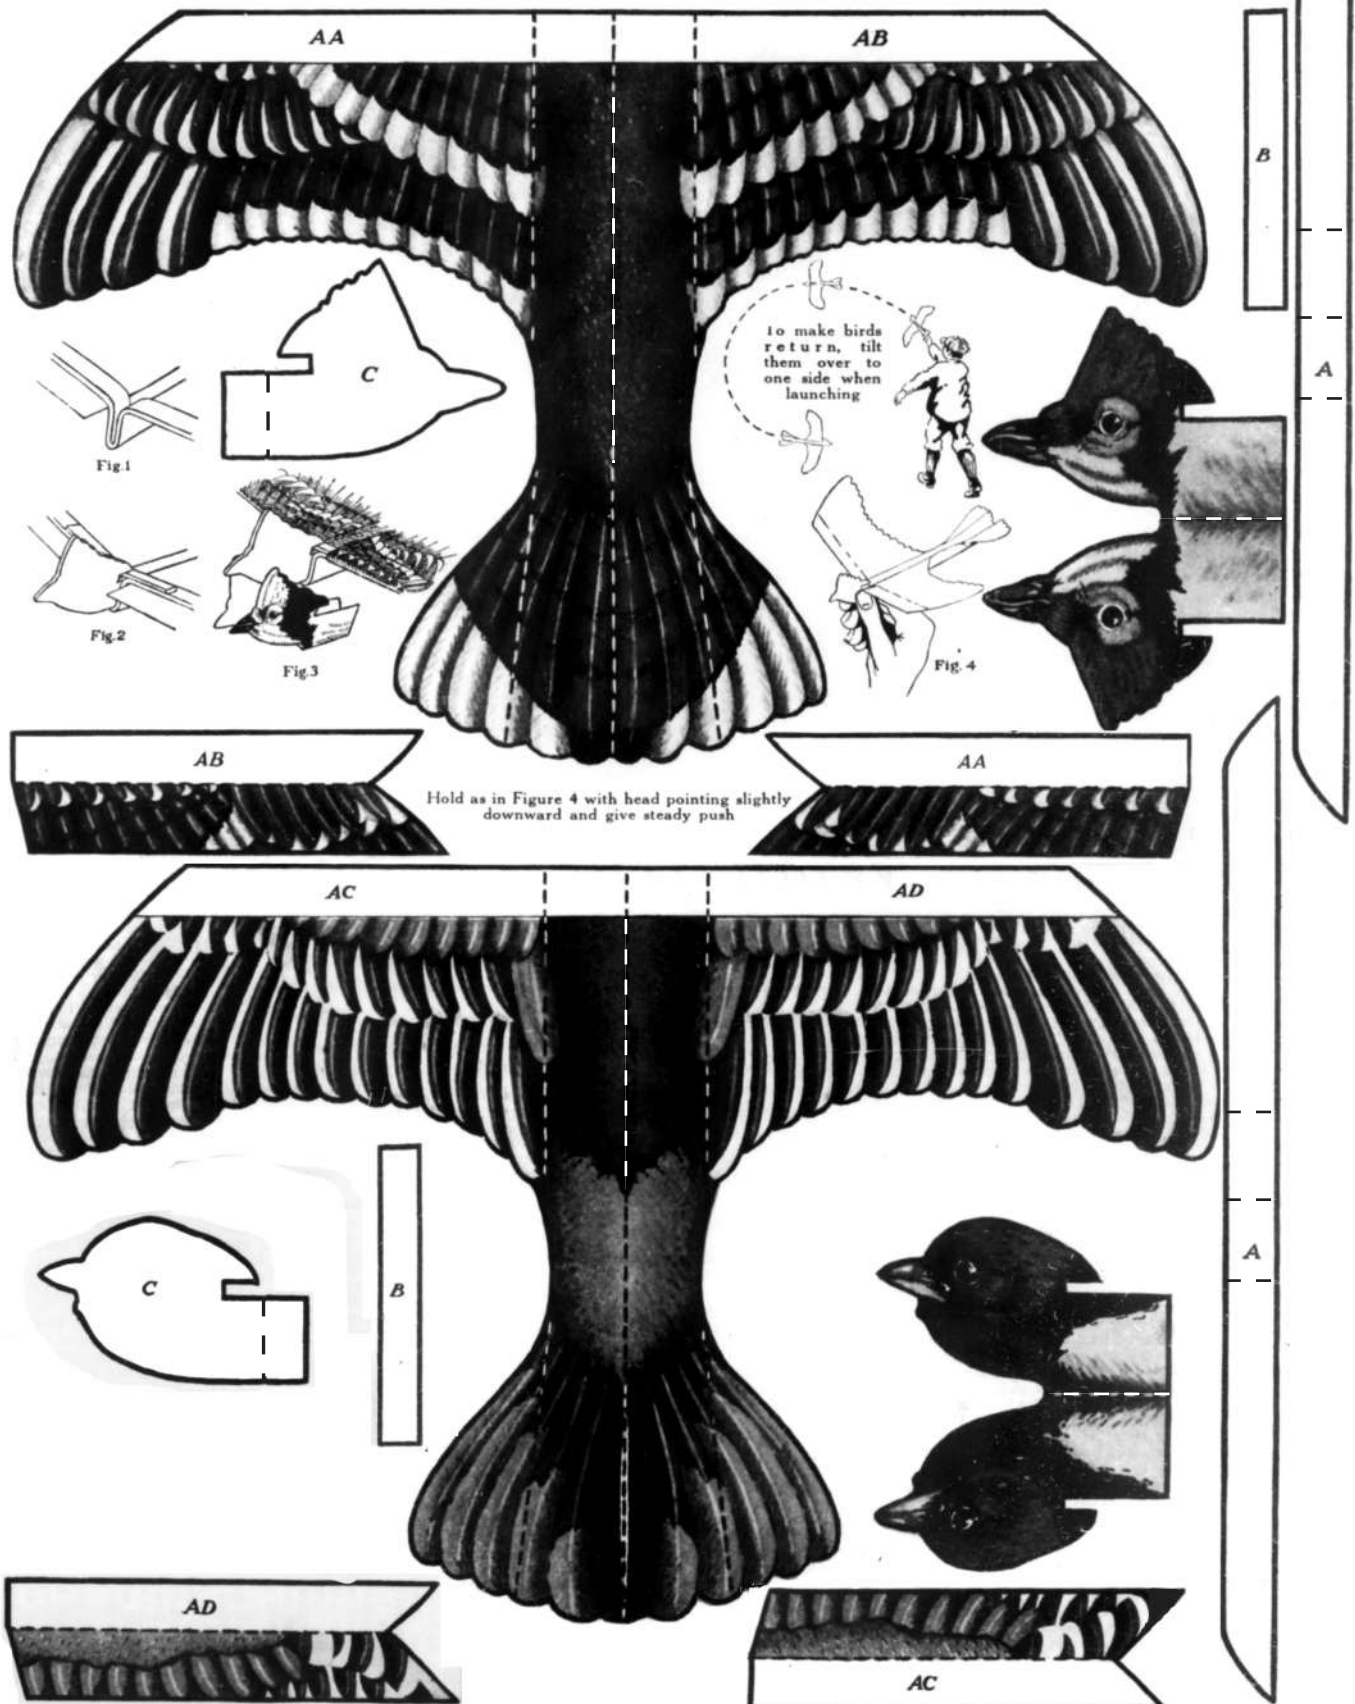 AA
AB
B
A
C
To make birds
return, tilt
them over to
one side when
launching
Fig.1
Fig.2
Fig.3
Fig. 4
AB
AA
Hold as in Figure 4 with head pointing slightly
downward and give steady push
AC
AD
A
C
B
AD
AC